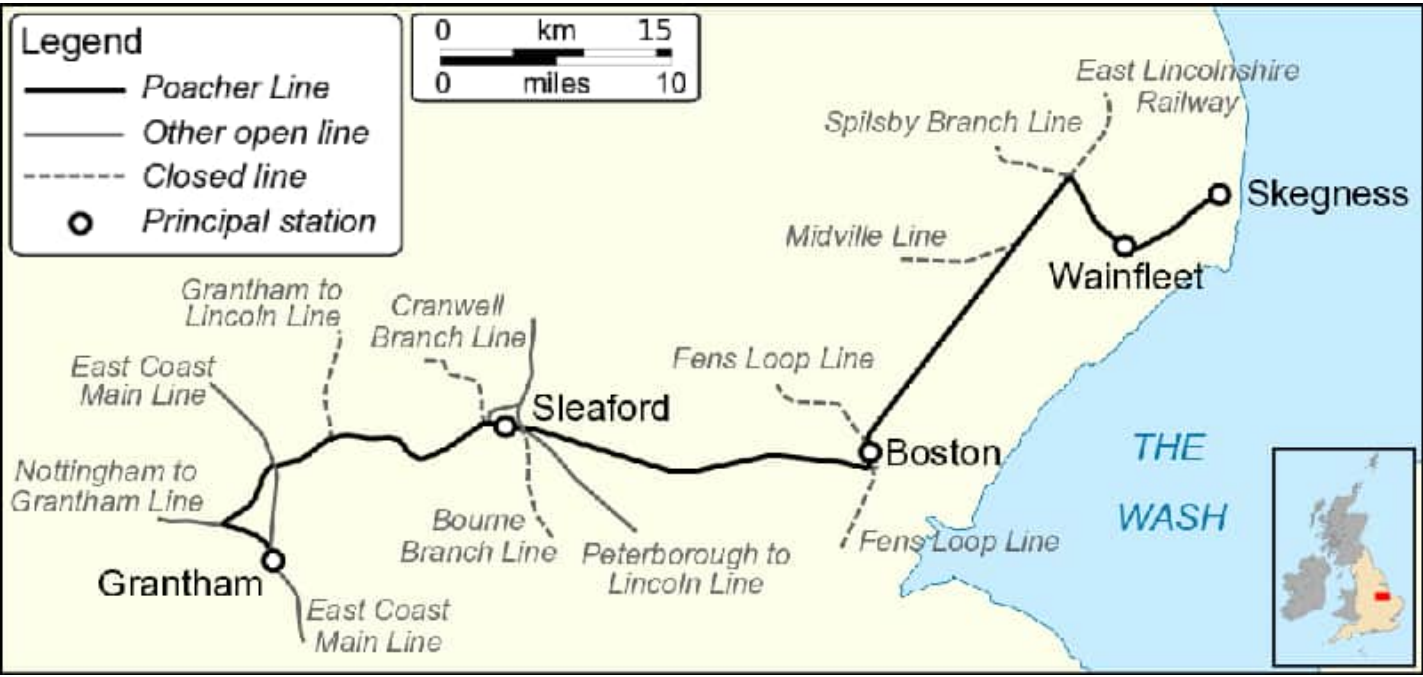 Legend
Poacher Line
Other open line
Closed line
Principal station
0 km 15
0 miles 10
East Lincolnshire
Railway
Spilsby Branch Line
Skegness
Midville Line
Wainfleet
Grantham to
Lincoln Line
Cranwell
Branch Line
East Coast
Main Line
Fens Loop Line
Sleaford
Boston
THE
WASH
Nottingham to
Grantham Line
Bourne
Branch Line
Peterborough to
Lincoln Line
Fens Loop Line
Grantham
East Coast
Main Line